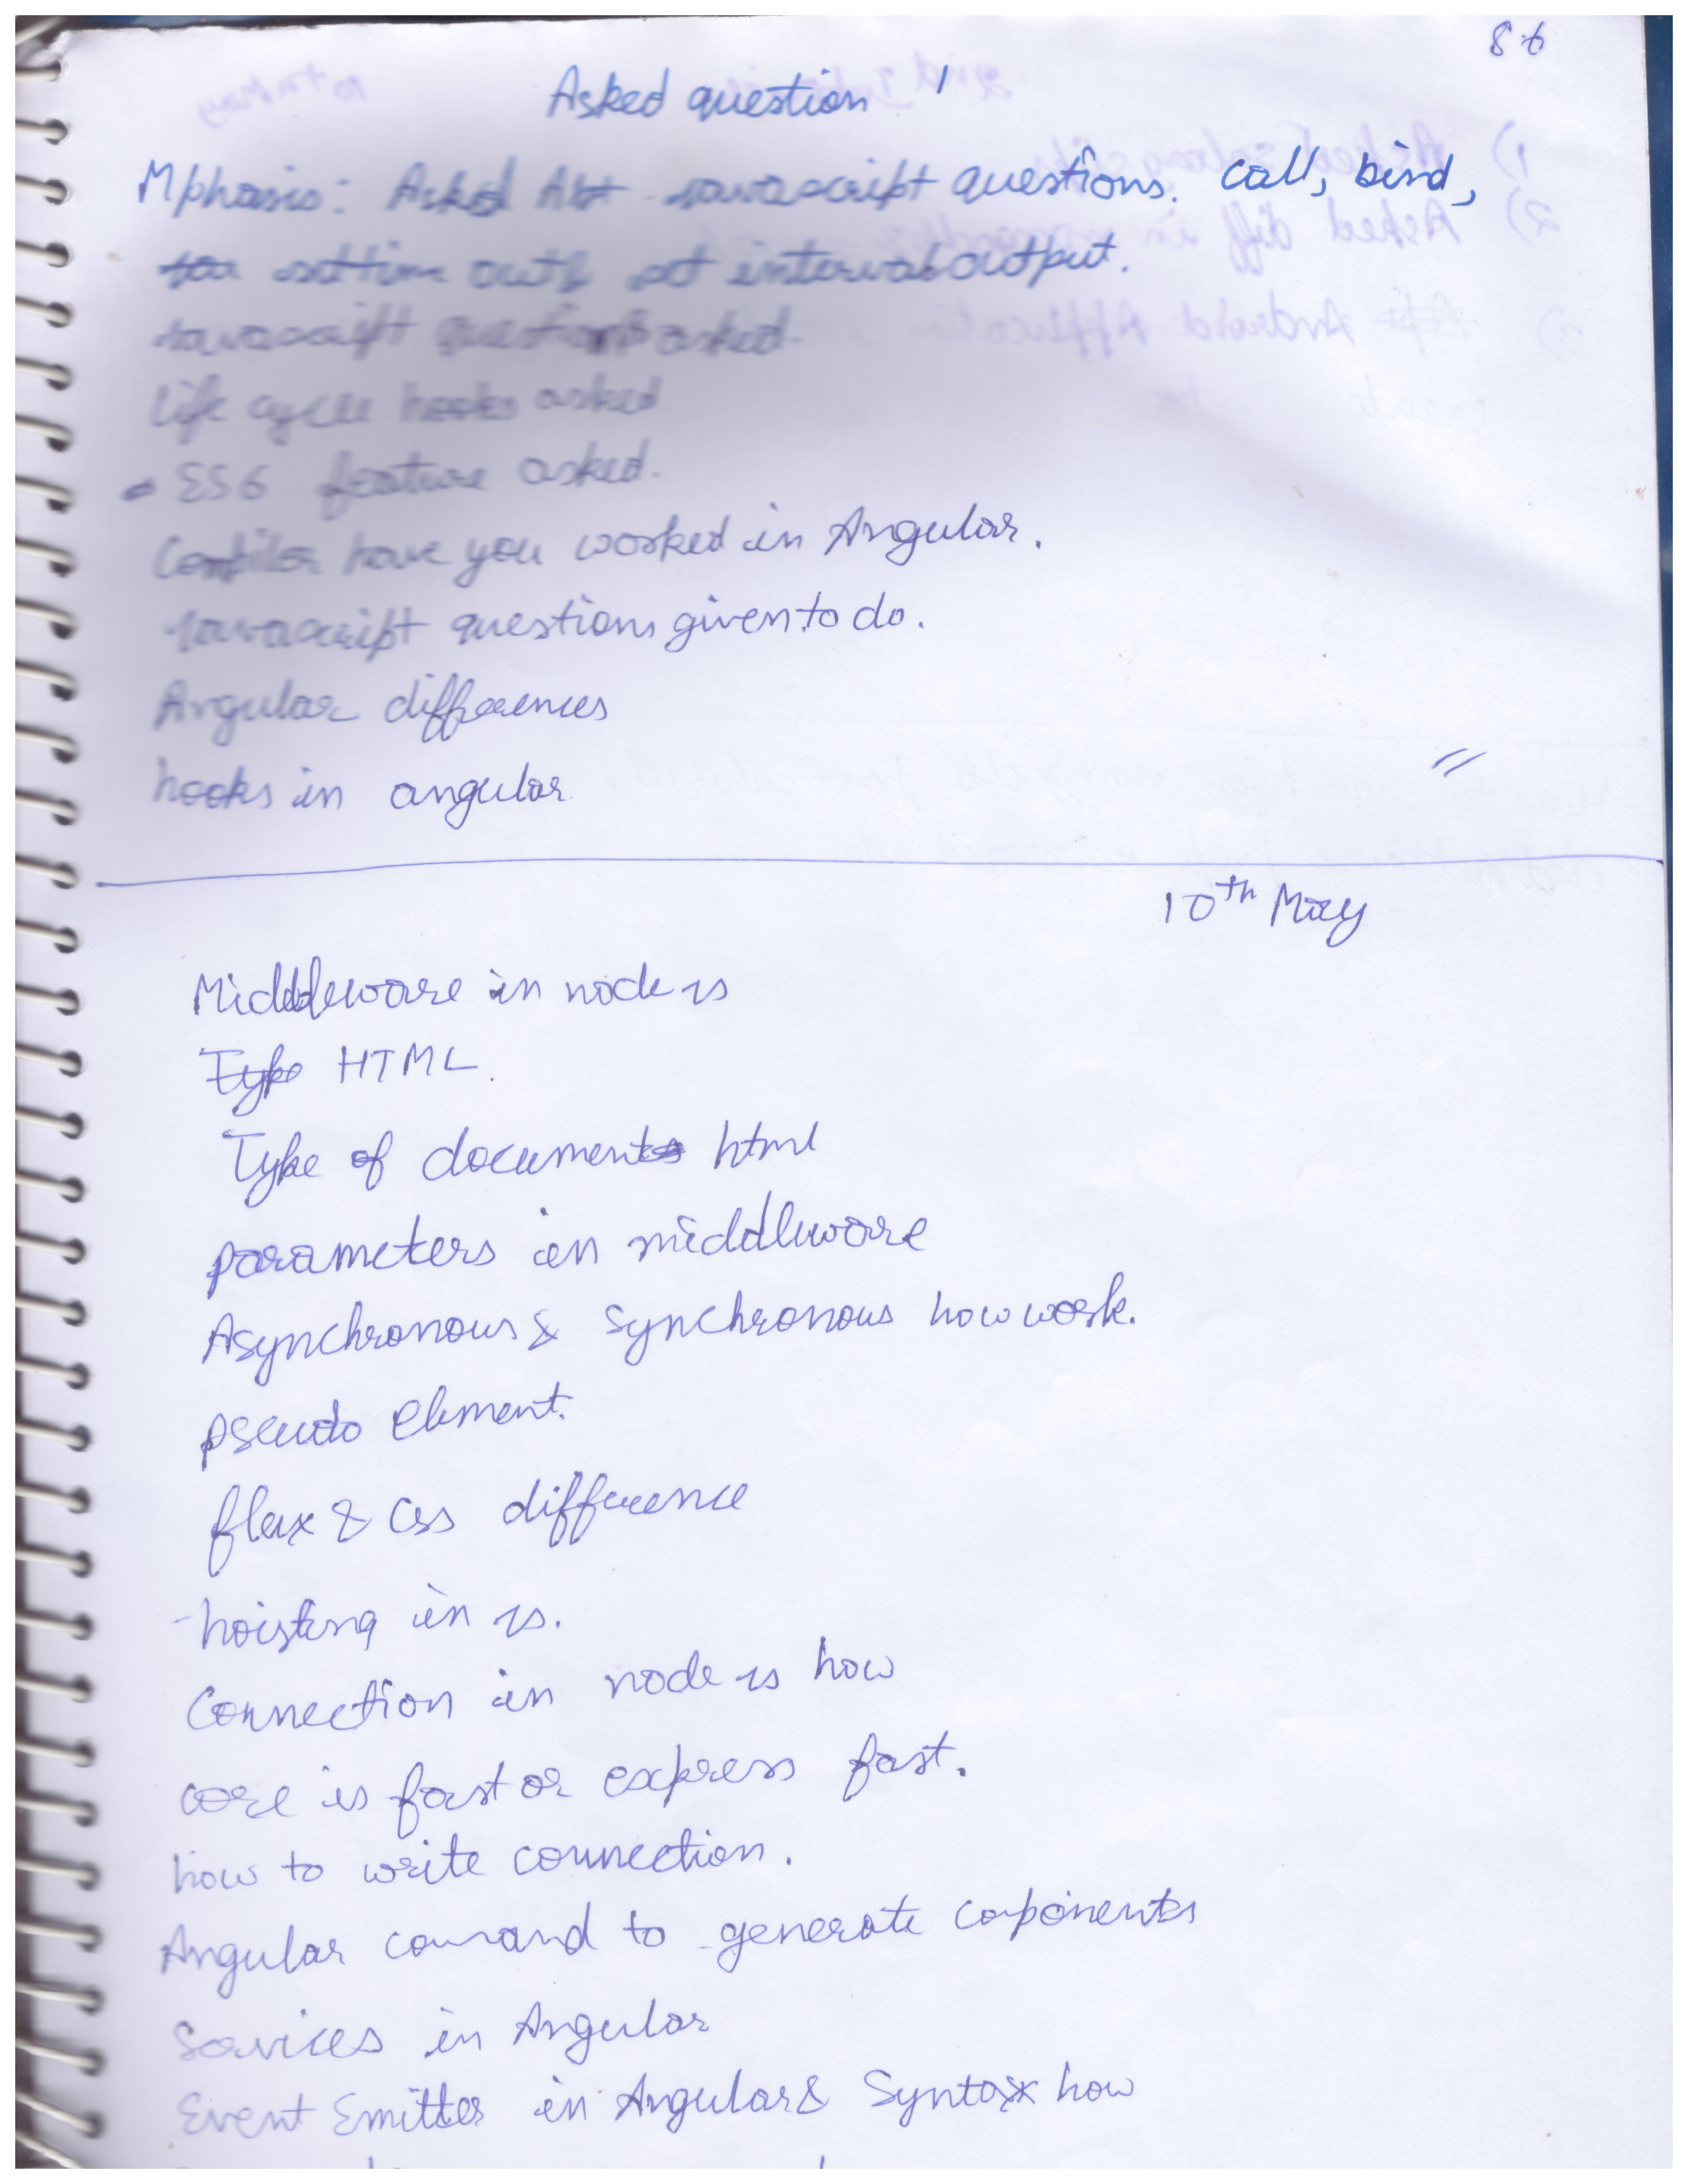 86
Asked question
Mphasis: Asked Abt Javascript questions. call, bind,
settime out & set interval output.
Javascript questions asked.
Life cycle hooks asked
ES6 feature asked.
Compiler have you worked in Angular.
Javascript questions given to do.
Angular differences
hooks in angular
10th May
Middleware in node js
Type HTML.
Type of document html
parameters in middleware
Asynchronous & synchronous how work.
pseudo element.
flex & css difference
- hoisting in js.
Connection in node js how
core is fast or express fast.
how to write connection.
Angular command to generate coponents
Services in Angular
Event Emitter in Angular & Syntax how